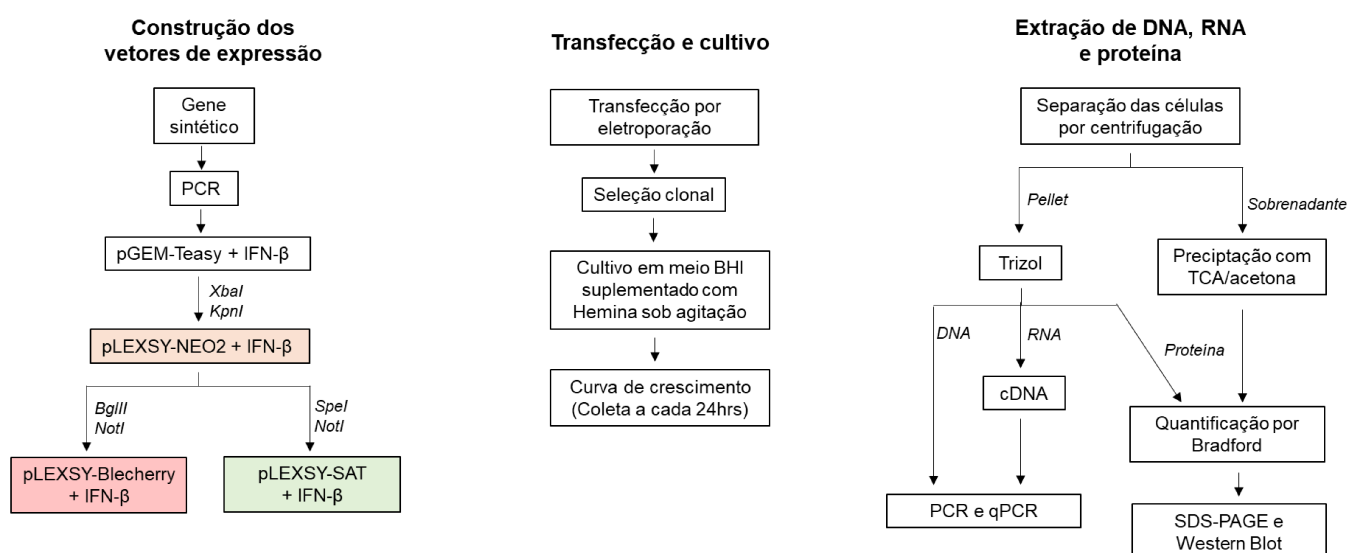 Construção dos
vetores de expressão
Gene
sintético
PCR
pGEM-Teasy + IFN-β
XbaI
KpnI
pLEXSY-NEO2 + IFN-β
BglII
NotI
SpeI
NotI
pLEXSY-Blecherry
+ IFN-β
pLEXSY-SAT
+ IFN-β
Transfecção e cultivo
Transfecção por
eletroporação
Seleção clonal
Cultivo em meio BHI
suplementado com
Hemina sob agitação
Curva de crescimento
(Coleta a cada 24hrs)
Extração de DNA, RNA
e proteína
Separação das células
por centrifugação
Pellet
Sobrenadante
Trizol
Preciptação com
TCA/acetona
DNA
RNA
Proteína
cDNA
Quantificação por
Bradford
PCR e qPCR
SDS-PAGE e
Western Blot